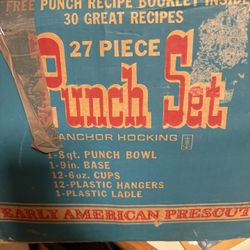 FREE PUNCH RECIPE BOOKLET INSIDE
30 GREAT RECIPES
27 PIECE
Punch Set
ANCHOR HOCKING
1-8qt. PUNCH BOWL
1-9in. BASE
12-6oz. CUPS
12-PLASTIC HANGERS
1-PLASTIC LADLE
EARLY AMERICAN PRESCUT